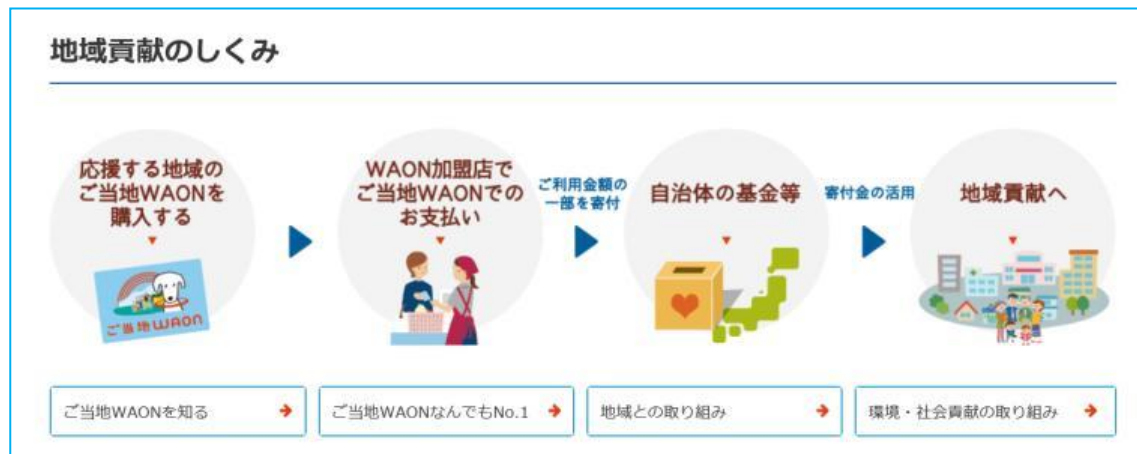 地域貢献のしくみ
応援する地域の
ご当地WAONを
購入する
ご当地WAON
WAON加盟店で
ご当地WAONでの
お支払い
ご利用金額の
一部を寄付
自治体の基金等
寄付金の活用
地域貢献へ
ご当地WAONを知る
ご当地WAONなんでもNo.1
地域との取り組み
環境・社会貢献の取り組み